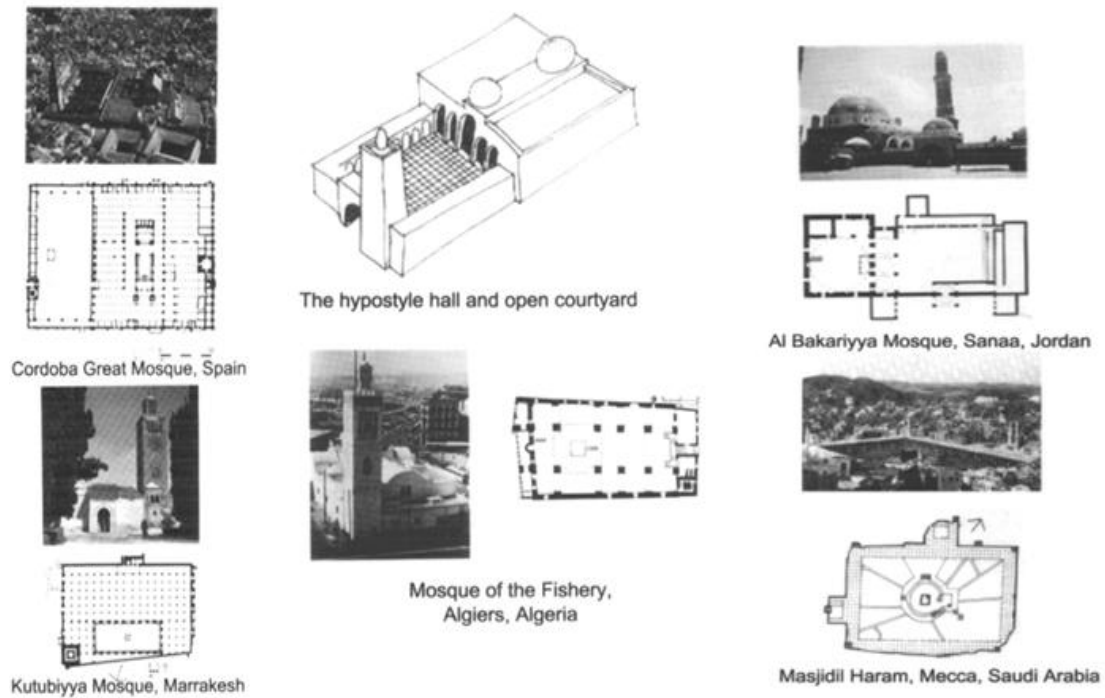 The hypostyle hall and open courtyard
Cordoba Great Mosque, Spain
Al Bakariyya Mosque, Sanaa, Jordan
Mosque of the Fishery,
Algiers, Algeria
Kutubiyya Mosque, Marrakesh
Masjidil Haram, Mecca, Saudi Arabia